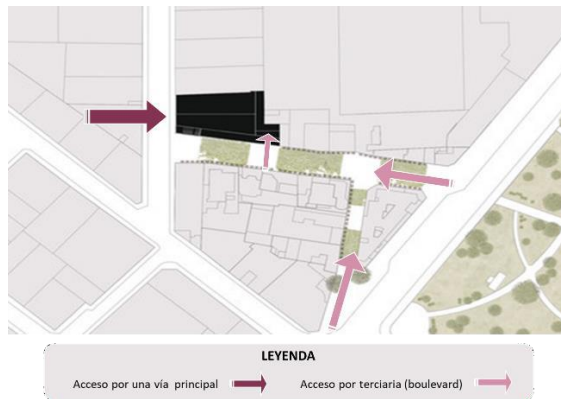 LEYENDA
Acceso por una vía principal
Acceso por terciaria (boulevard)